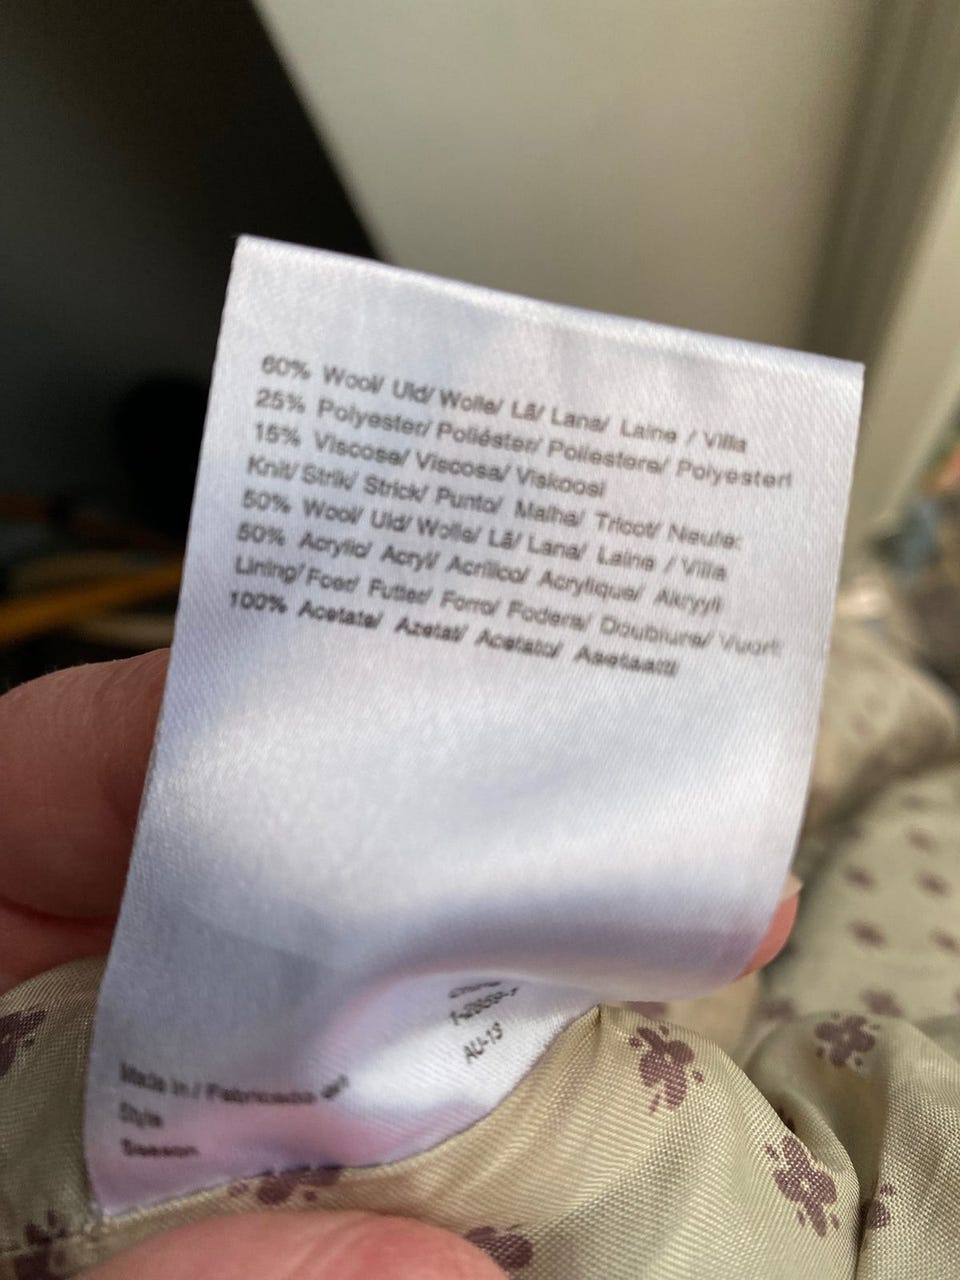 60% Wool/ Uld/ Wolle/ Lã/ Lana/ Laine / Villa
25% Polyester/ Poliéster/ Poliestere/ Polyesteri
15% Viscose/ Viscosa/ Viskoosi
Knit/ Strik/ Strick/ Punto/ Malha/ Tricot/ Neule:
50% Wool/ Uld/ Wolle/ Lã/ Lana/ Laine / Villa
50% Acrylic/ Acryl/ Acrilico/ Acrylique/ Akryyli
Lining/ Foer/ Futter/ Forro/ Fodera/ Doublure/ Vuori:
100% Acetate/ Azetat/ Acetato/ Asetaatti
Made in / Fabricado en
Style
Season
AU-13